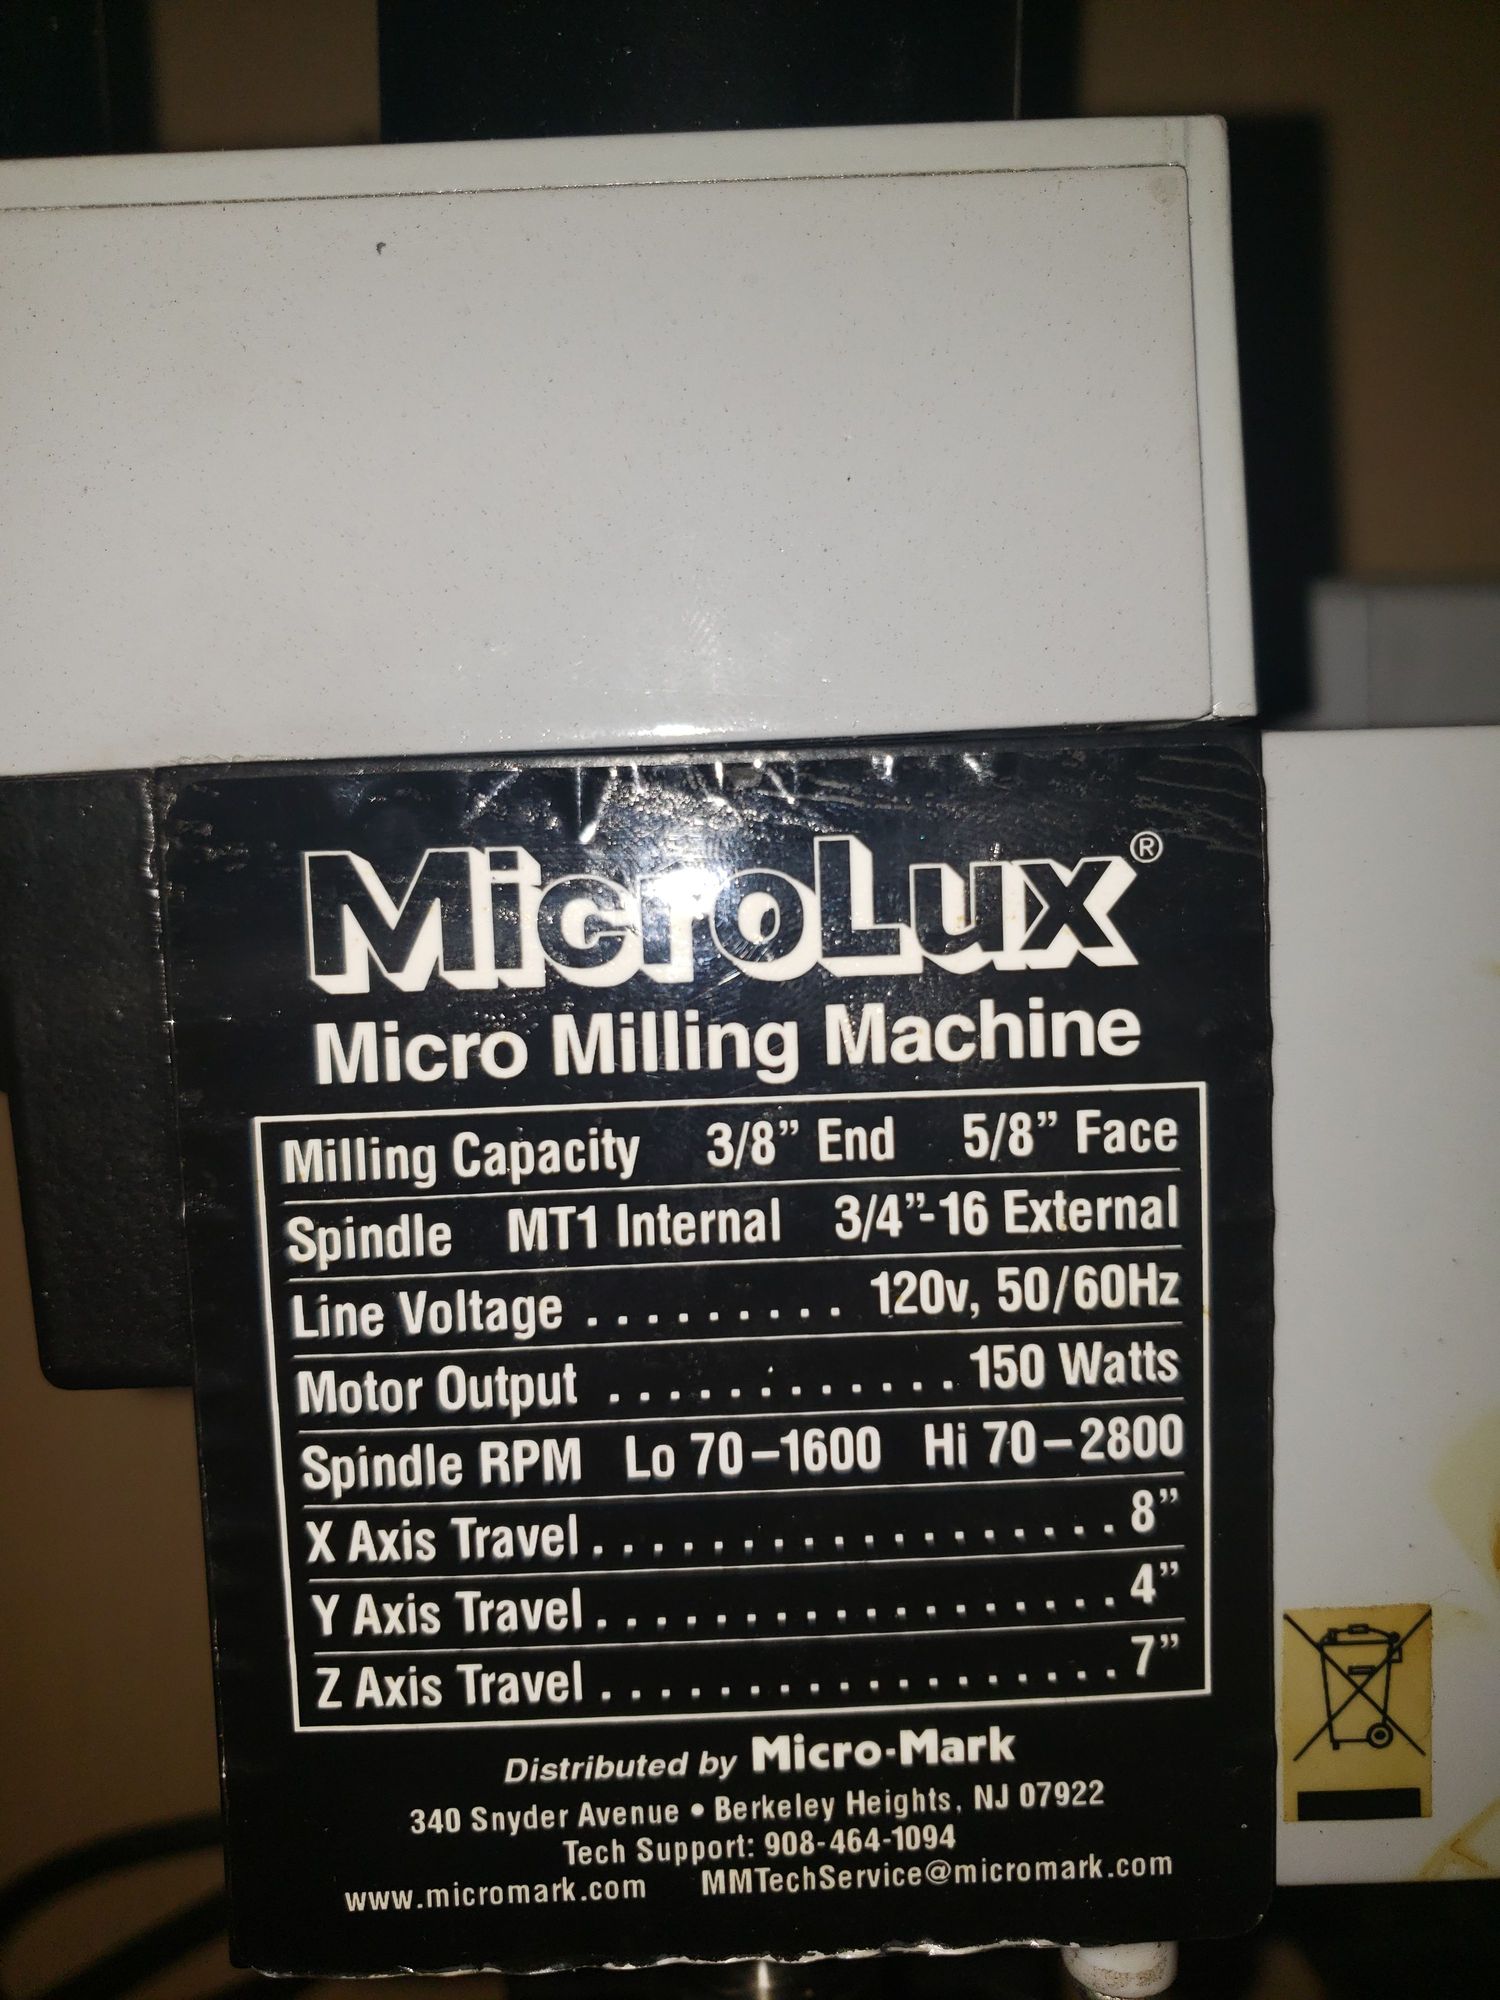 MicroLux®
Micro Milling Machine
Milling Capacity 3/8” End 5/8” Face
Spindle MT1 Internal 3/4”-16 External
Line Voltage ......... 120v, 50/60Hz
Motor Output ............ 150 Watts
Spindle RPM Lo 70–1600 Hi 70–2800
X Axis Travel.................. 8”
Y Axis Travel.................. 4”
Z Axis Travel.................. 7”
Distributed by Micro-Mark
340 Snyder Avenue • Berkeley Heights, NJ 07922
Tech Support: 908-464-1094
www.micromark.com MMTechService@micromark.com